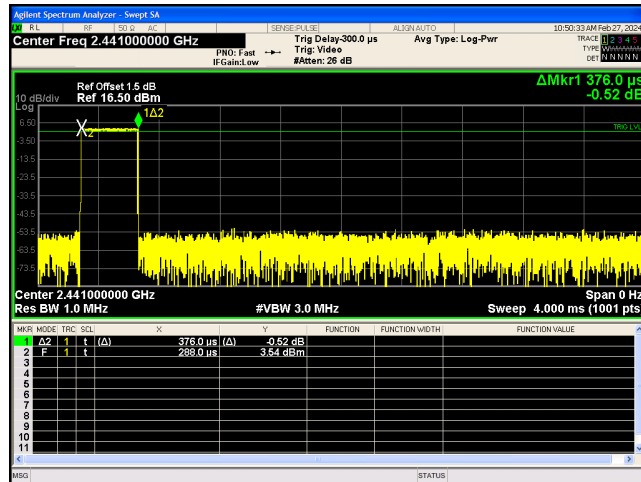 Agilent Spectrum Analyzer - Swept SA
RL RF 50 Ω AC SENSE:PULSE ALIGN AUTO 10:50:33 AM Feb 27, 2024
Center Freq 2.441000000 GHz
PNO: Fast
IFGain:Low
Trig Delay-300.0 µs
Trig: Video
#Atten: 26 dB
Avg Type: Log-Pwr
TRACE 1 2 3 4 5
TYPE
DET N N N N N
ΔMkr1 376.0 µs
-0.52 dB
Ref Offset 1.5 dB
Ref 16.50 dBm
10 dB/div
Log
1Δ2
X2
TRIG LVL
6.50
-3.50
-13.5
-23.5
-33.5
-43.5
-53.5
-63.5
-73.5
Center 2.441000000 GHz
Span 0 Hz
Res BW 1.0 MHz
#VBW 3.0 MHz
Sweep 4.000 ms (1001 pts
MKR MODE TRC SCL X Y FUNCTION FUNCTION WIDTH FUNCTION VALUE
1 Δ2 1 t (Δ) 376.0 µs (Δ) -0.52 dB
2 F 1 t 288.0 µs 3.54 dBm
3
4
5
6
7
8
9
10
11
MSG STATUS